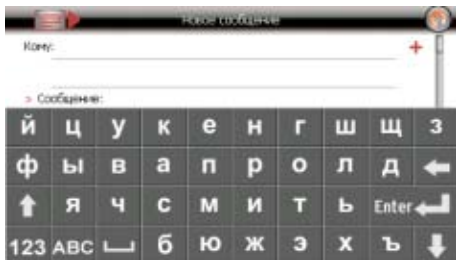 Новое сообщение
Кому:
> Сообщение:
й ц у к е н г ш щ з
ф ы в а п р о л д
я ч с м и т ь Enter
123 ABC б ю ж э х ъ